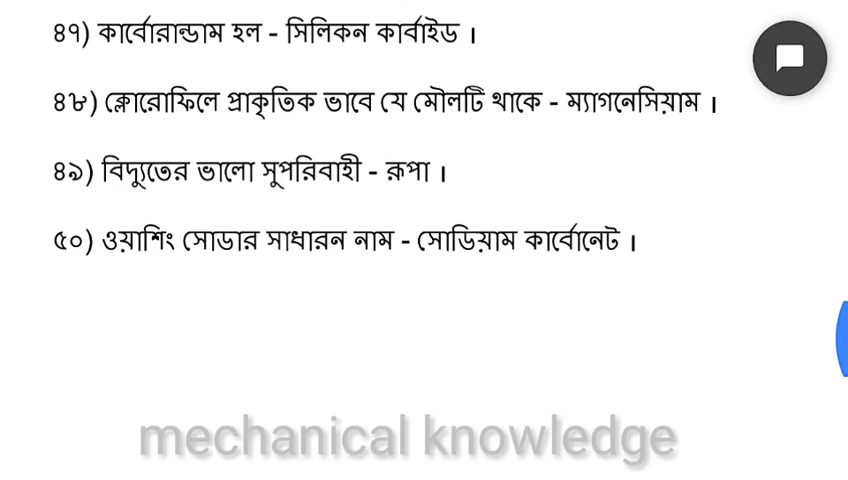 ৪৭) কার্বোরান্ডাম হল - সিলিকন কার্বাইড ।
৪৮) ক্লোরোফিলে প্রাকৃতিক ভাবে যে মৌলটি থাকে - ম্যাগনেসিয়াম ।
৪৯) বিদ্যুতের ভালো সুপরিবাহী - রূপা ।
৫০) ওয়াশিং সোডার সাধারন নাম - সোডিয়াম কার্বোনেট ।
mechanical knowledge